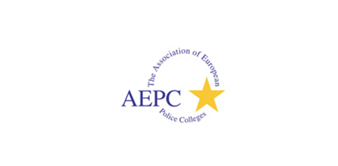 The Association of European
AEPC
Police Colleges